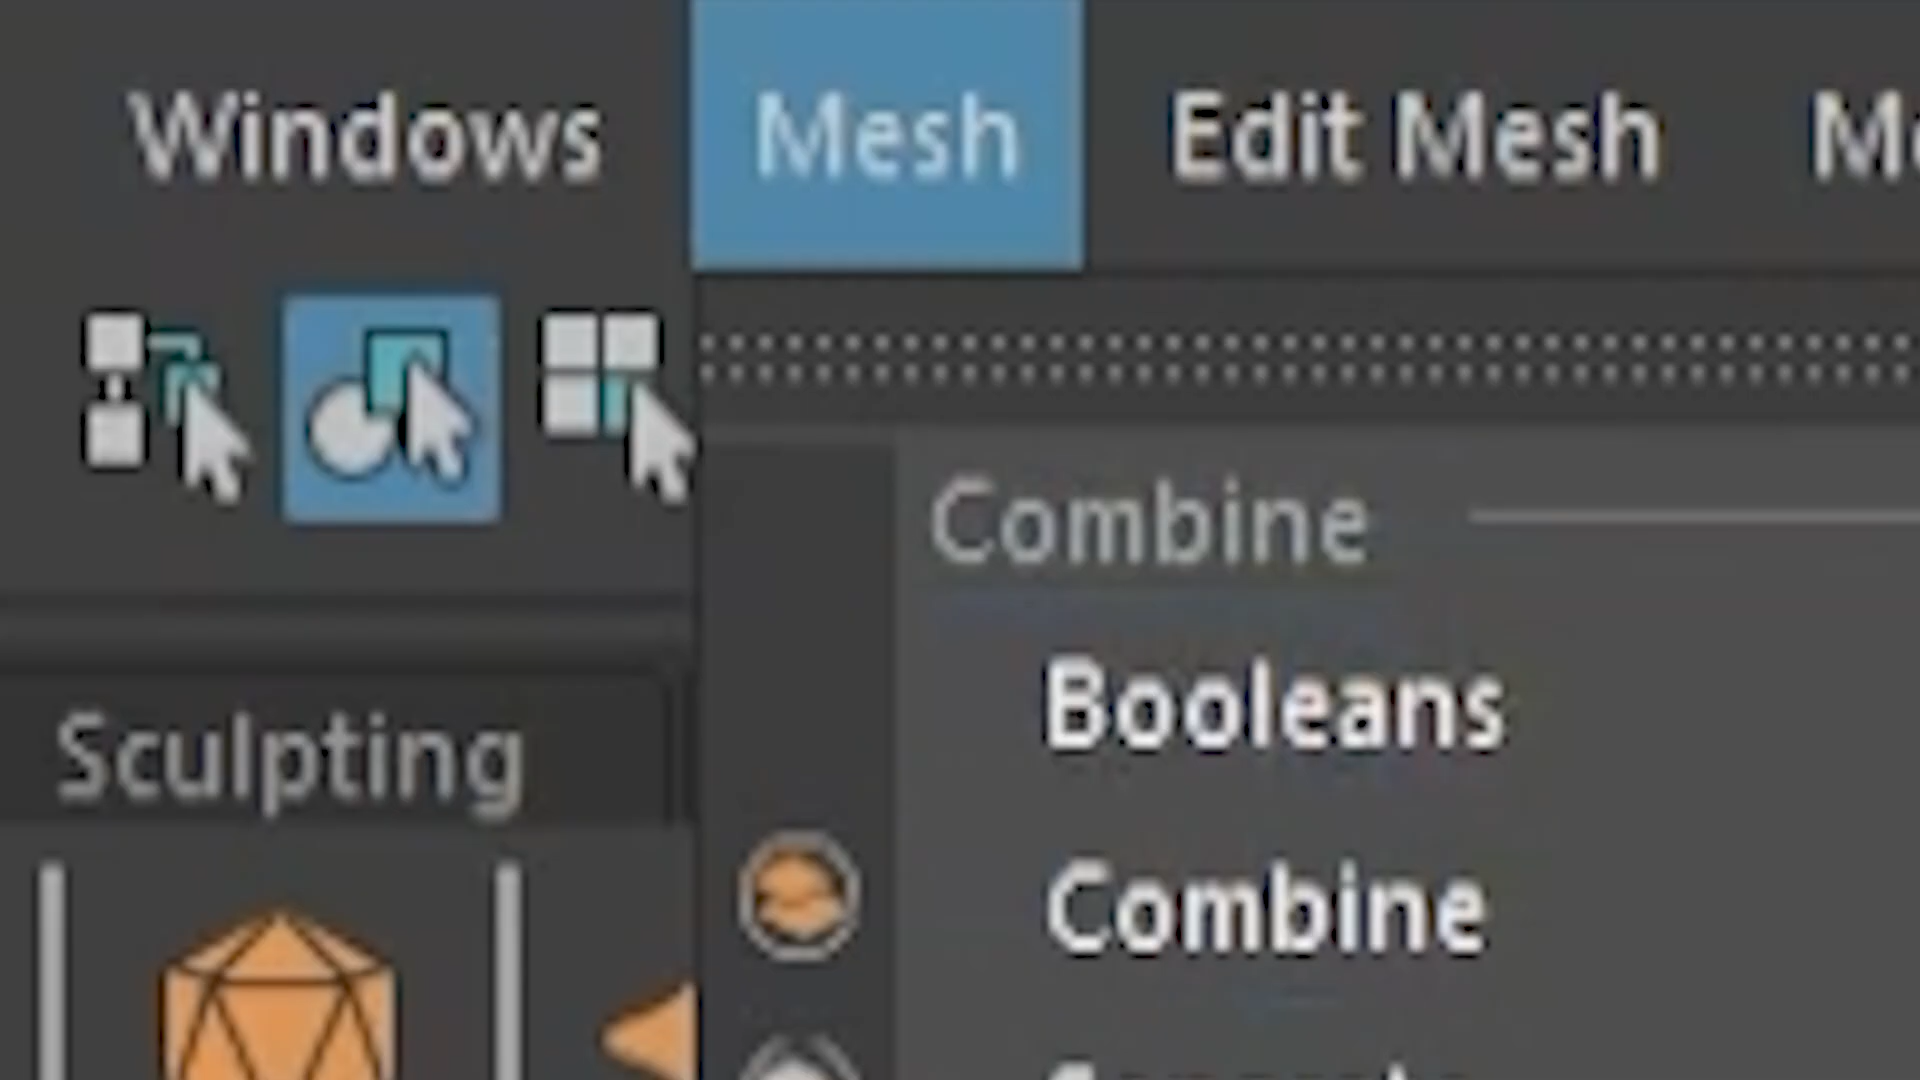 Windows Mesh Edit Mesh
Combine
Booleans
Sculpting
Combine